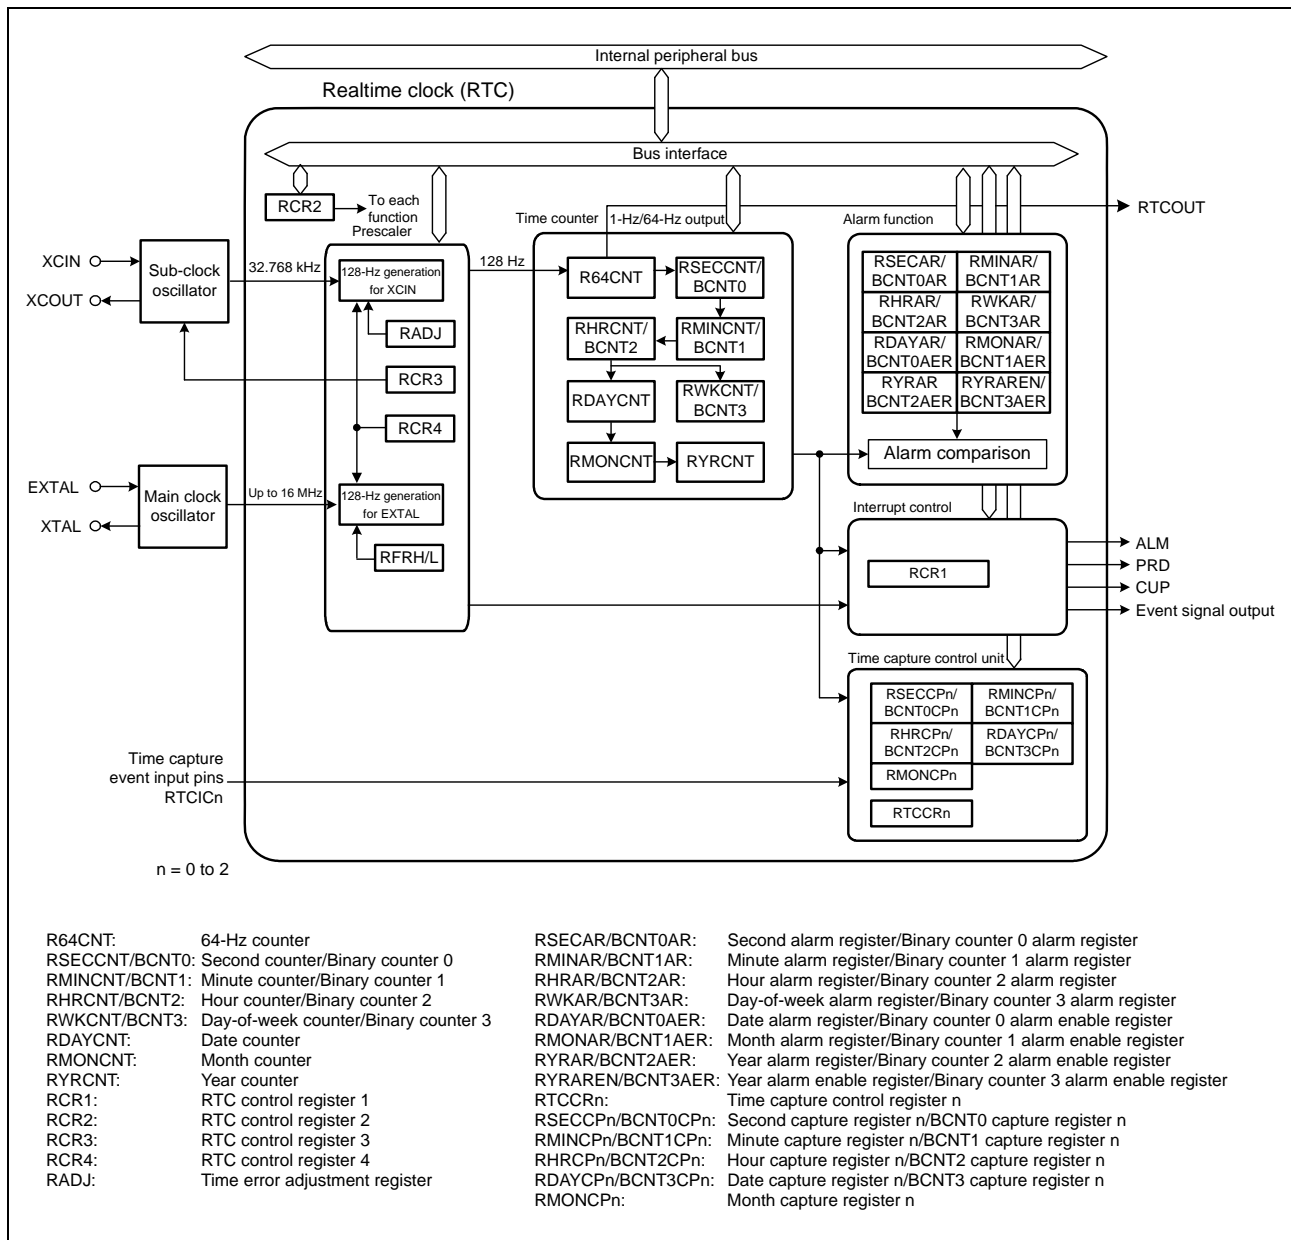 Internal peripheral bus
Realtime clock (RTC)
Bus interface
RCR2
To each
function
Prescaler
Time counter
1-Hz/64-Hz output
Alarm function
RTCOUT
XCIN
XCOUT
Sub-clock
oscillator
32.768 kHz
128-Hz generation
for XCIN
128 Hz
RADJ
RCR3
RCR4
EXTAL
XTAL
Main clock
oscillator
Up to 16 MHz
128-Hz generation
for EXTAL
RFRH/L
R64CNT
RSECCNT/
BCNT0
RHRCNT/
BCNT2
RMINCNT/
BCNT1
RDAYCNT
RWKCNT/
BCNT3
RMONCNT
RYRCNT
RSECAR/
BCNT0AR
RMINAR/
BCNT1AR
RHRAR/
BCNT2AR
RWKAR/
BCNT3AR
RDAYAR/
BCNT0AER
RMONAR/
BCNT1AER
RYRAR
BCNT2AER
RYRAREN/
BCNT3AER
Alarm comparison
Interrupt control
RCR1
ALM
PRD
CUP
Event signal output
Time capture control unit
RSECCPn/
BCNT0CPn
RMINCPn/
BCNT1CPn
RHRCPn/
BCNT2CPn
RDAYCPn/
BCNT3CPn
RMONCPn
RTCCRn
Time capture
event input pins
RTCICn
n = 0 to 2
R64CNT: 64-Hz counter
RSECCNT/BCNT0: Second counter/Binary counter 0
RMINCNT/BCNT1: Minute counter/Binary counter 1
RHRCNT/BCNT2: Hour counter/Binary counter 2
RWKCNT/BCNT3: Day-of-week counter/Binary counter 3
RDAYCNT: Date counter
RMONCNT: Month counter
RYRCNT: Year counter
RCR1: RTC control register 1
RCR2: RTC control register 2
RCR3: RTC control register 3
RCR4: RTC control register 4
RADJ: Time error adjustment register
RSECAR/BCNT0AR: Second alarm register/Binary counter 0 alarm register
RMINAR/BCNT1AR: Minute alarm register/Binary counter 1 alarm register
RHRAR/BCNT2AR: Hour alarm register/Binary counter 2 alarm register
RWKAR/BCNT3AR: Day-of-week alarm register/Binary counter 3 alarm register
RDAYAR/BCNT0AER: Date alarm register/Binary counter 0 alarm enable register
RMONAR/BCNT1AER: Month alarm register/Binary counter 1 alarm enable register
RYRAR/BCNT2AER: Year alarm register/Binary counter 2 alarm enable register
RYRAREN/BCNT3AER: Year alarm enable register/Binary counter 3 alarm enable register
RTCCRn: Time capture control register n
RSECCPn/BCNT0CPn: Second capture register n/BCNT0 capture register n
RMINCPn/BCNT1CPn: Minute capture register n/BCNT1 capture register n
RHRCPn/BCNT2CPn: Hour capture register n/BCNT2 capture register n
RDAYCPn/BCNT3CPn: Date capture register n/BCNT3 capture register n
RMONCPn: Month capture register n